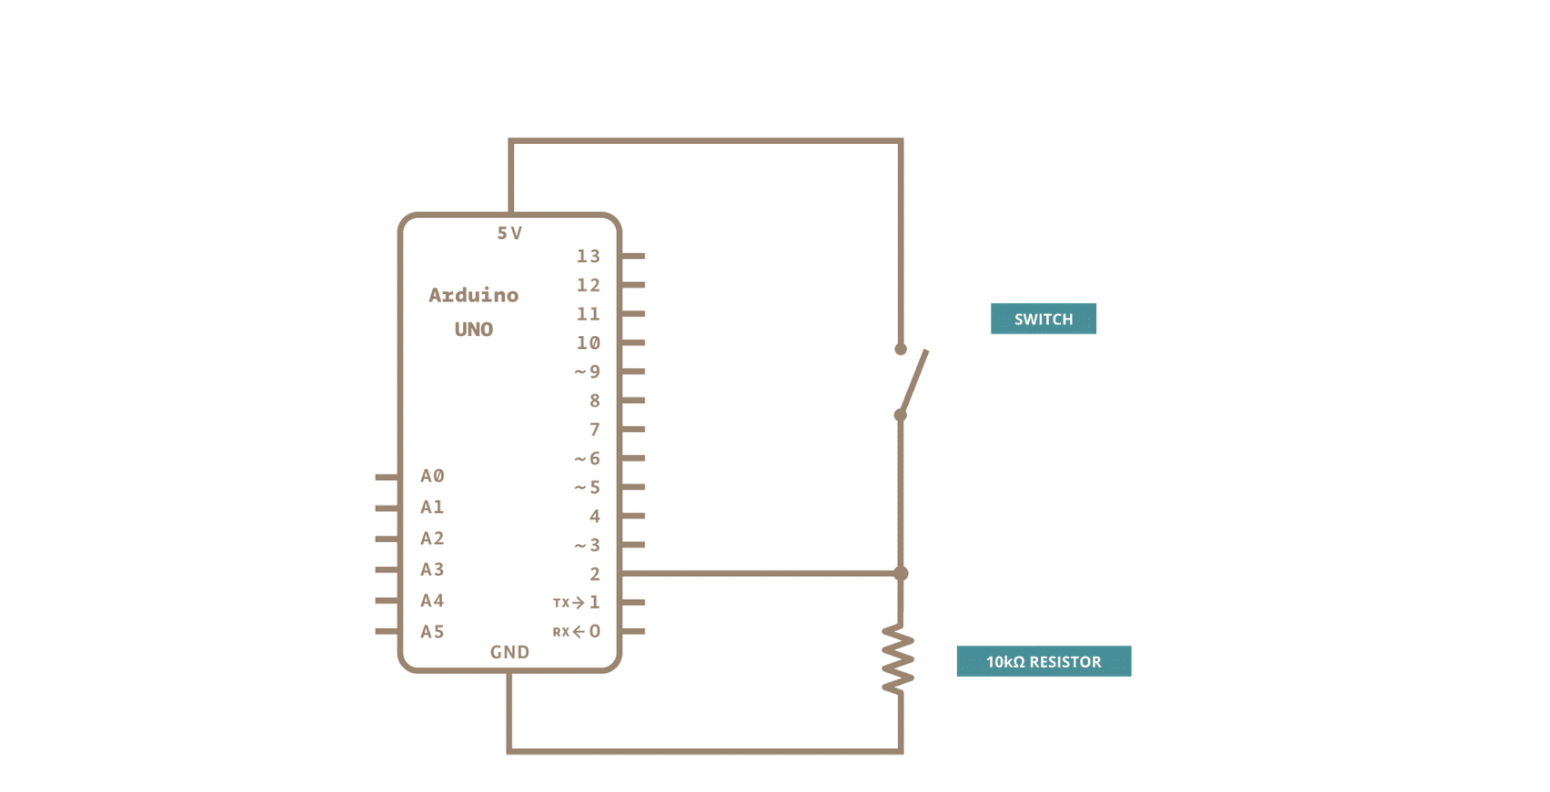 5V
Arduino
UNO
13
12
11
10
~9
8
7
~6
~5
4
~3
2
TX→1
RX←0
A0
A1
A2
A3
A4
A5
GND
SWITCH
10kΩ RESISTOR